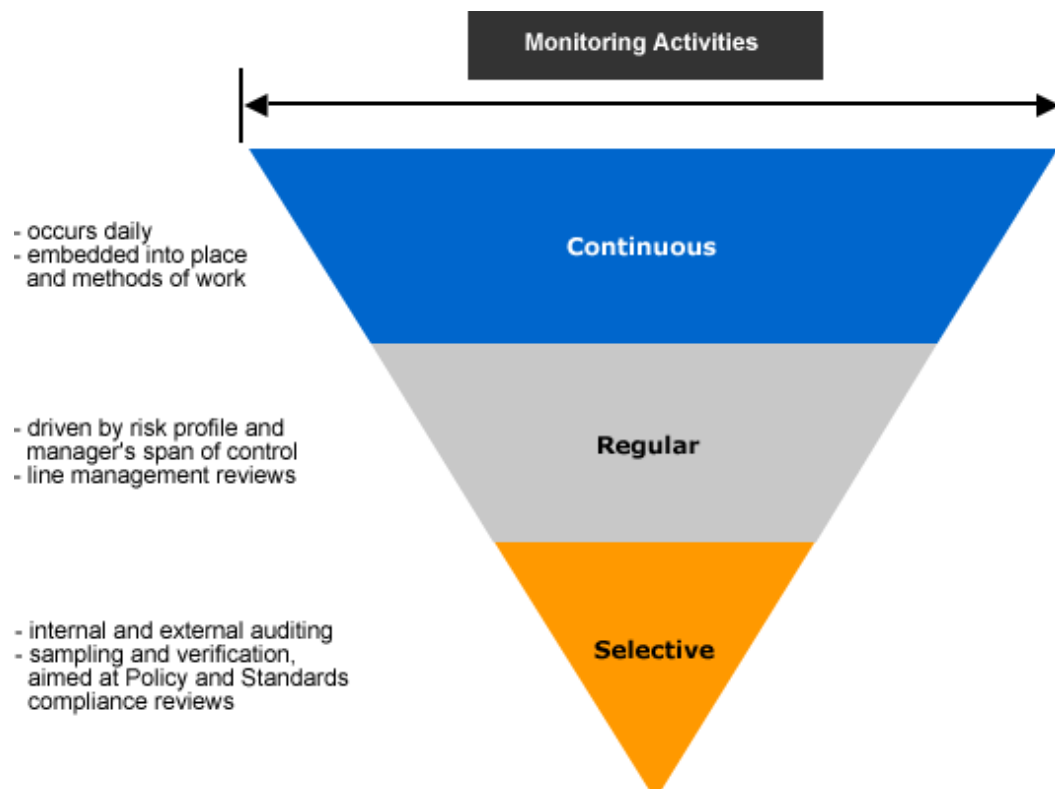 Monitoring Activities
- occurs daily
- embedded into place
and methods of work
Continuous
- driven by risk profile and
manager's span of control
- line management reviews
Regular
- internal and external auditing
- sampling and verification,
aimed at Policy and Standards
compliance reviews
Selective